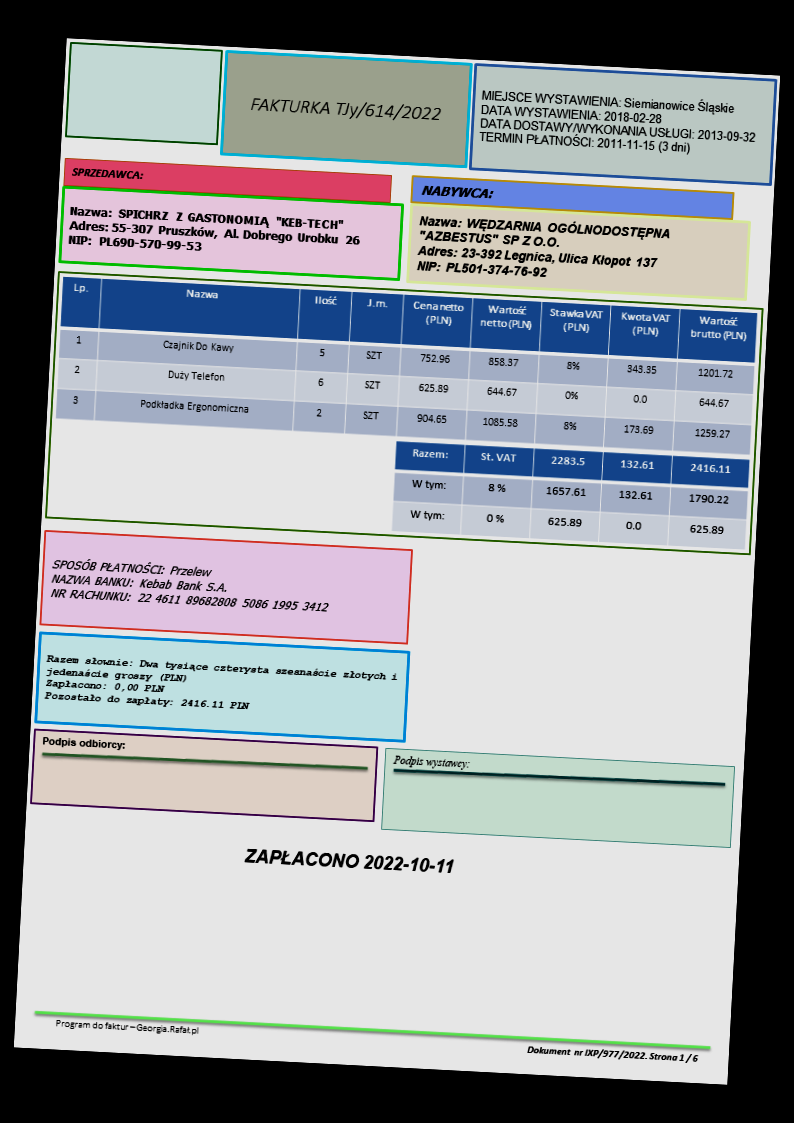 FAKTURKA TJy/614/2022
MIEJSCE WYSTAWIENIA: Siemianowice Śląskie
DATA WYSTAWIENIA: 2018-02-28
DATA DOSTAWY/WYKONANIA USŁUGI: 2013-09-32
TERMIN PŁATNOŚCI: 2011-11-15 (3 dni)
SPRZEDAWCA:
Nazwa: SPICHRZ Z GASTONOMIĄ "KEB-TECH"
Adres: 55-307 Pruszków, Al. Dobrego Urobku 26
NIP: PL690-570-99-53
NABYWCA:
Nazwa: WĘDZARNIA OGÓLNODOSTĘPNA
"AZBESTUS" SP Z O.O.
Adres: 23-392 Legnica, Ulica Kłopot 137
NIP: PL501-374-76-92
Lp. Nazwa Ilość J.m. Cena netto (PLN) Wartość netto (PLN) Stawka VAT (PLN) Kwota VAT (PLN) Wartość brutto (PLN)
1 Czajnik Do Kawy 5 SZT 752.96 858.37 8% 343.35 1201.72
2 Duży Telefon 6 SZT 625.89 644.67 0% 0.0 644.67
3 Podkładka Ergonomiczna 2 SZT 904.65 1085.58 8% 173.69 1259.27
Razem: St. VAT 2283.5 132.61 2416.11
W tym: 8 % 1657.61 132.61 1790.22
W tym: 0 % 625.89 0.0 625.89
SPOSÓB PŁATNOŚCI: Przelew
NAZWA BANKU: Kebab Bank S.A.
NR RACHUNKU: 22 4611 89682808 5086 1995 3412
Razem słownie: Dwa tysiące czterysta szesnaście złotych i
jedenaście groszy (PLN)
Zapłacono: 0,00 PLN
Pozostało do zapłaty: 2416.11 PLN
Podpis odbiorcy:
Podpis wystawcy:
ZAPŁACONO 2022-10-11
Program do faktur – Georgia.Rafał.pl
Dokument nr IXP/977/2022. Strona 1 / 6